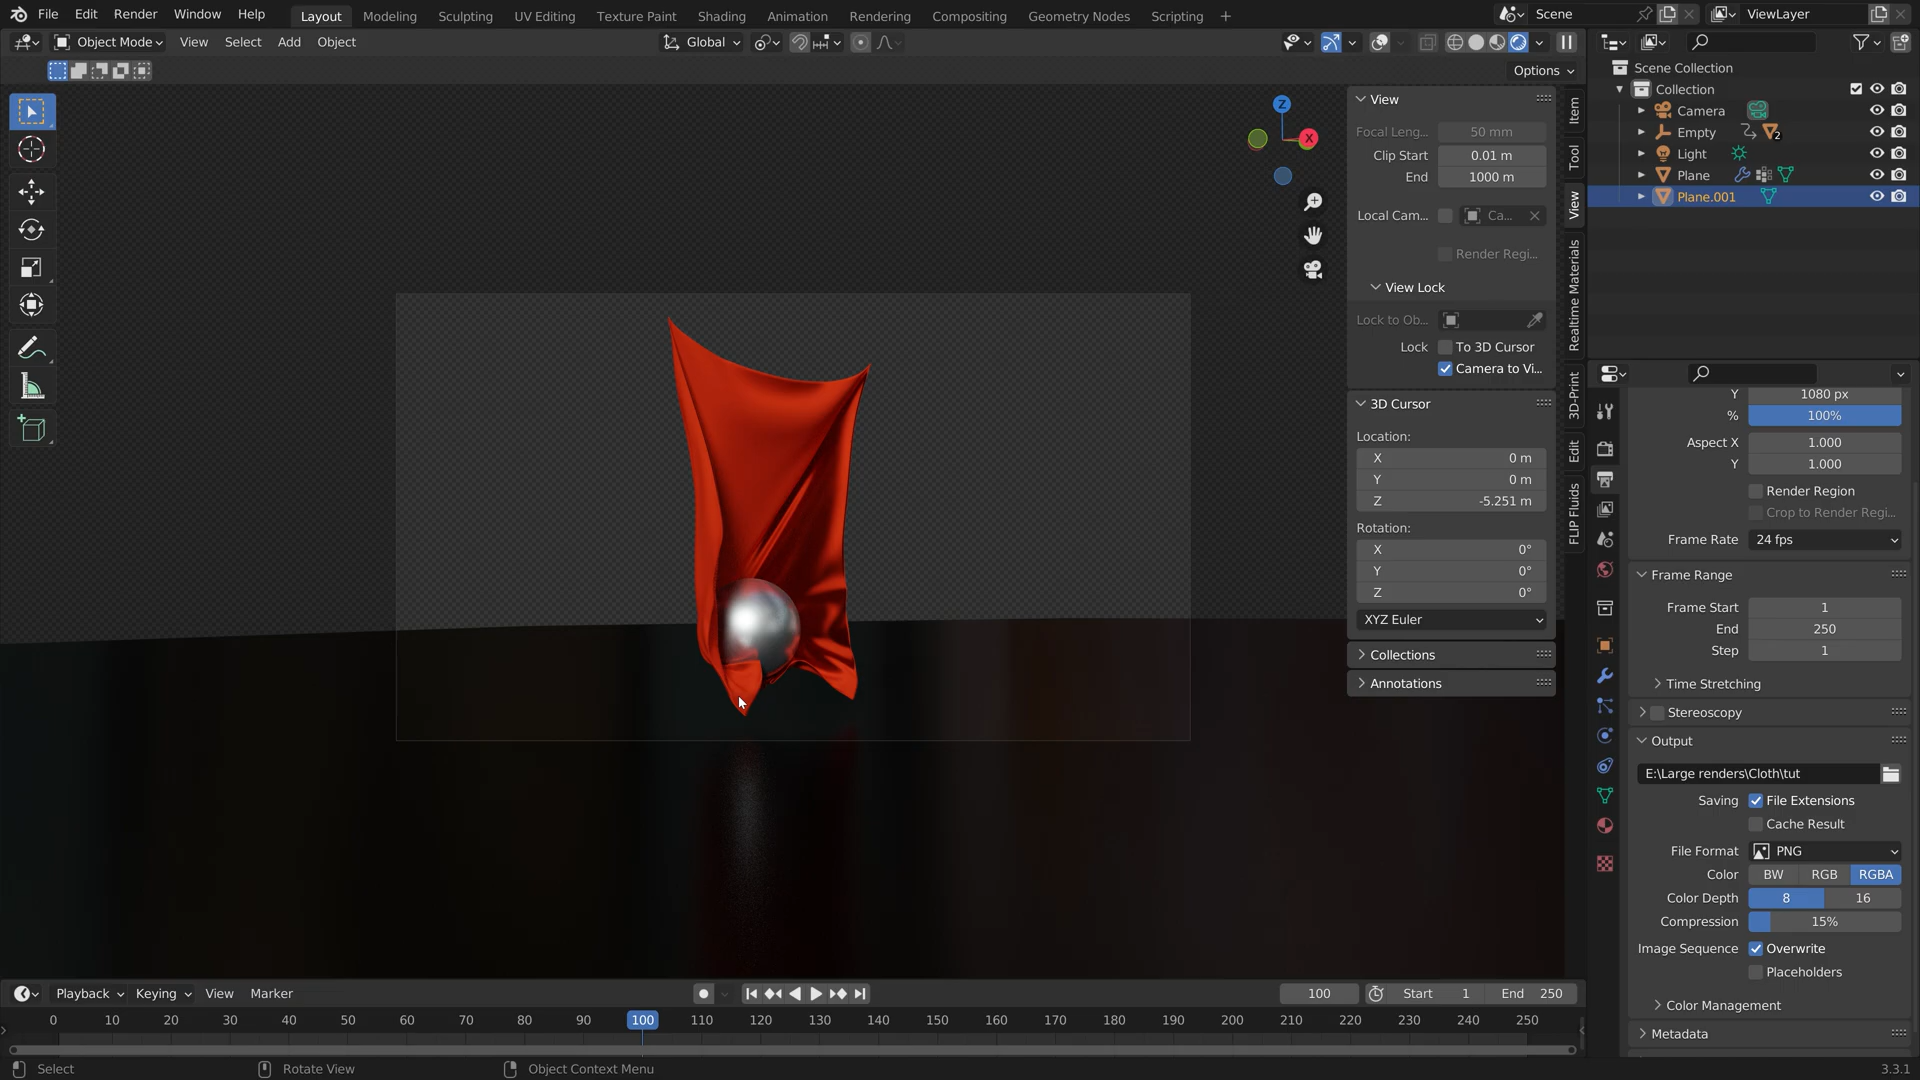 File Edit Render Window Help Layout Modeling Sculpting UV Editing Texture Paint Shading Animation Rendering Compositing Geometry Nodes Scripting + Scene ViewLayer
Object Mode View Select Add Object Global
Options
View
Focal Leng... 50 mm
Clip Start 0.01 m
End 1000 m
Local Cam... Ca...
Render Regi...
View Lock
Lock to Ob...
Lock To 3D Cursor
Camera to Vi...
3D Cursor
Location:
X 0 m
Y 0 m
Z -5.251 m
Rotation:
X 0°
Y 0°
Z 0°
XYZ Euler
Collections
Annotations
Item
Tool
View
Realtime Materials
3D-Print
Edit
FLIP Fluids
Z
X
Scene Collection
Collection
Camera
Empty 2
Light
Plane
Plane.001
Y 1080 px
% 100%
Aspect X 1.000
Y 1.000
Render Region
Crop to Render Regi...
Frame Rate 24 fps
Frame Range
Frame Start 1
End 250
Step 1
Time Stretching
Stereoscopy
Output
E:\Large renders\Cloth\tut
Saving File Extensions
Cache Result
File Format PNG
Color BW RGB RGBA
Color Depth 8 16
Compression 15%
Image Sequence Overwrite
Placeholders
Color Management
Metadata
Playback Keying View Marker 100 Start 1 End 250
0 10 20 30 40 50 60 70 80 90 100 110 120 130 140 150 160 170 180 190 200 210 220 230 240 250
Select Rotate View Object Context Menu 3.3.1